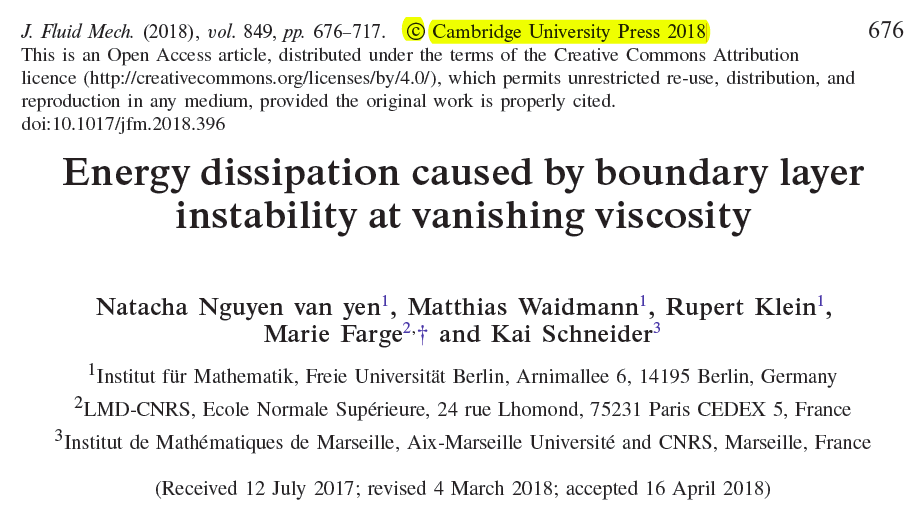 J. Fluid Mech. (2018), vol. 849, pp. 676–717. © Cambridge University Press 2018 676
This is an Open Access article, distributed under the terms of the Creative Commons Attribution
licence (http://creativecommons.org/licenses/by/4.0/), which permits unrestricted re-use, distribution, and
reproduction in any medium, provided the original work is properly cited.
doi:10.1017/jfm.2018.396
Energy dissipation caused by boundary layer
instability at vanishing viscosity
Natacha Nguyen van yen1, Matthias Waidmann1, Rupert Klein1,
Marie Farge2,† and Kai Schneider3
1Institut für Mathematik, Freie Universität Berlin, Arnimallee 6, 14195 Berlin, Germany
2LMD-CNRS, Ecole Normale Supérieure, 24 rue Lhomond, 75231 Paris CEDEX 5, France
3Institut de Mathématiques de Marseille, Aix-Marseille Université and CNRS, Marseille, France
(Received 12 July 2017; revised 4 March 2018; accepted 16 April 2018)